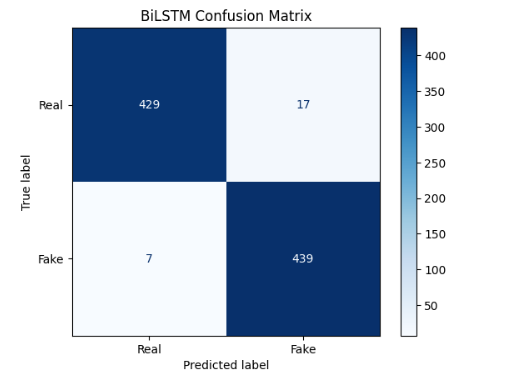 BiLSTM Confusion Matrix
Real
429
17
Fake
7
439
Real
Fake
Predicted label
True label
400
350
300
250
200
150
100
50